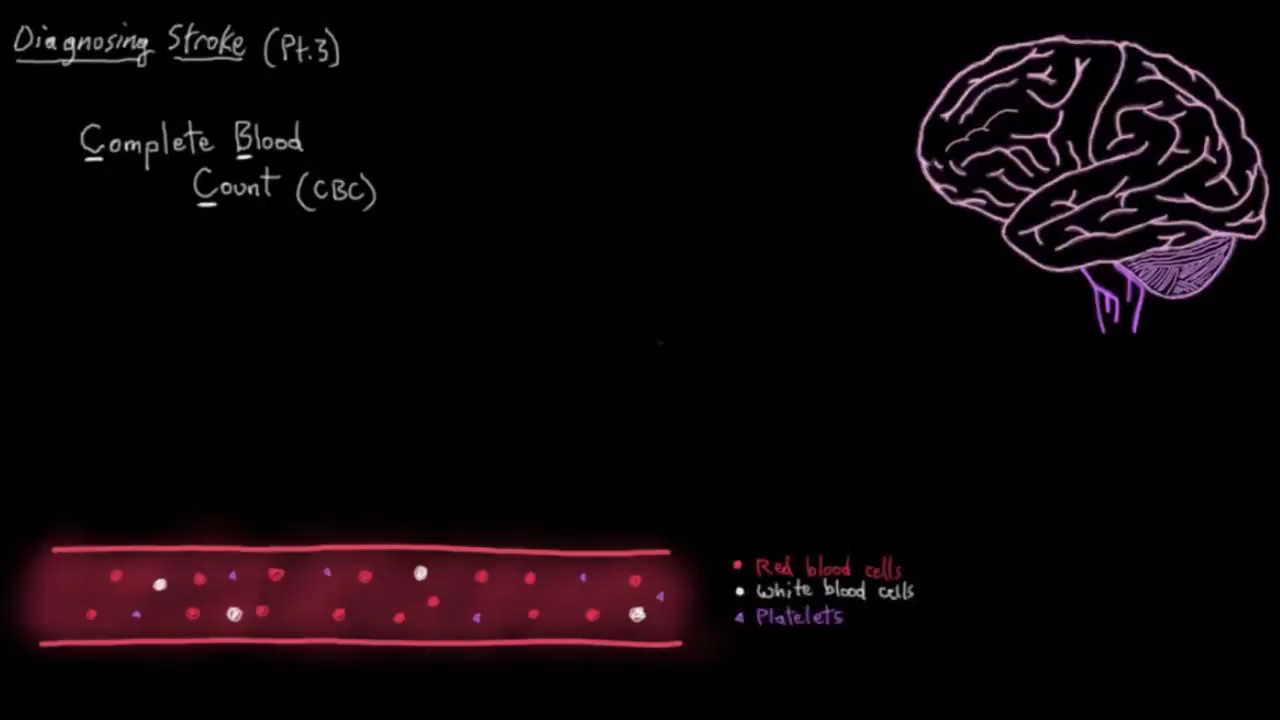 Diagnosing Stroke (Pt.3)
Complete Blood
Count (CBC)
Red blood cells
White blood cells
Platelets